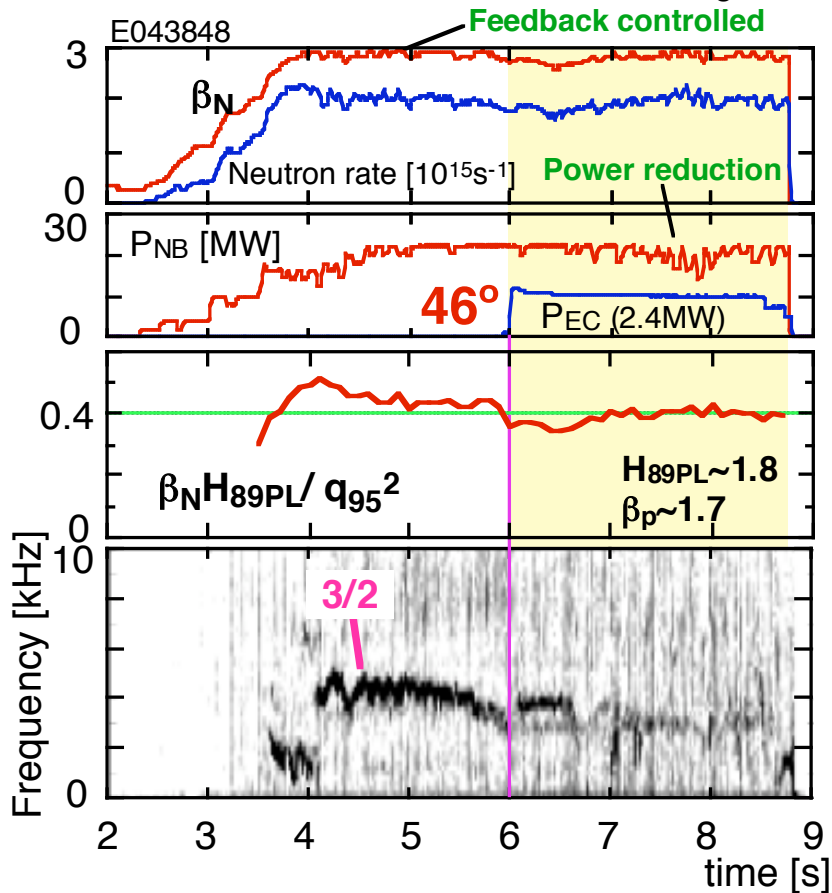 Feedback controlled
E043848
3
βN
Neutron rate [10¹⁵s⁻¹]
0
Power reduction
30
PNB [MW]
46°
PEC (2.4MW)
0
0.4
βNH89PL/ q95²
H89PL~1.8
βp~1.7
0
10
3/2
Frequency [kHz]
0
2 3 4 5 6 7 8 9
time [s]